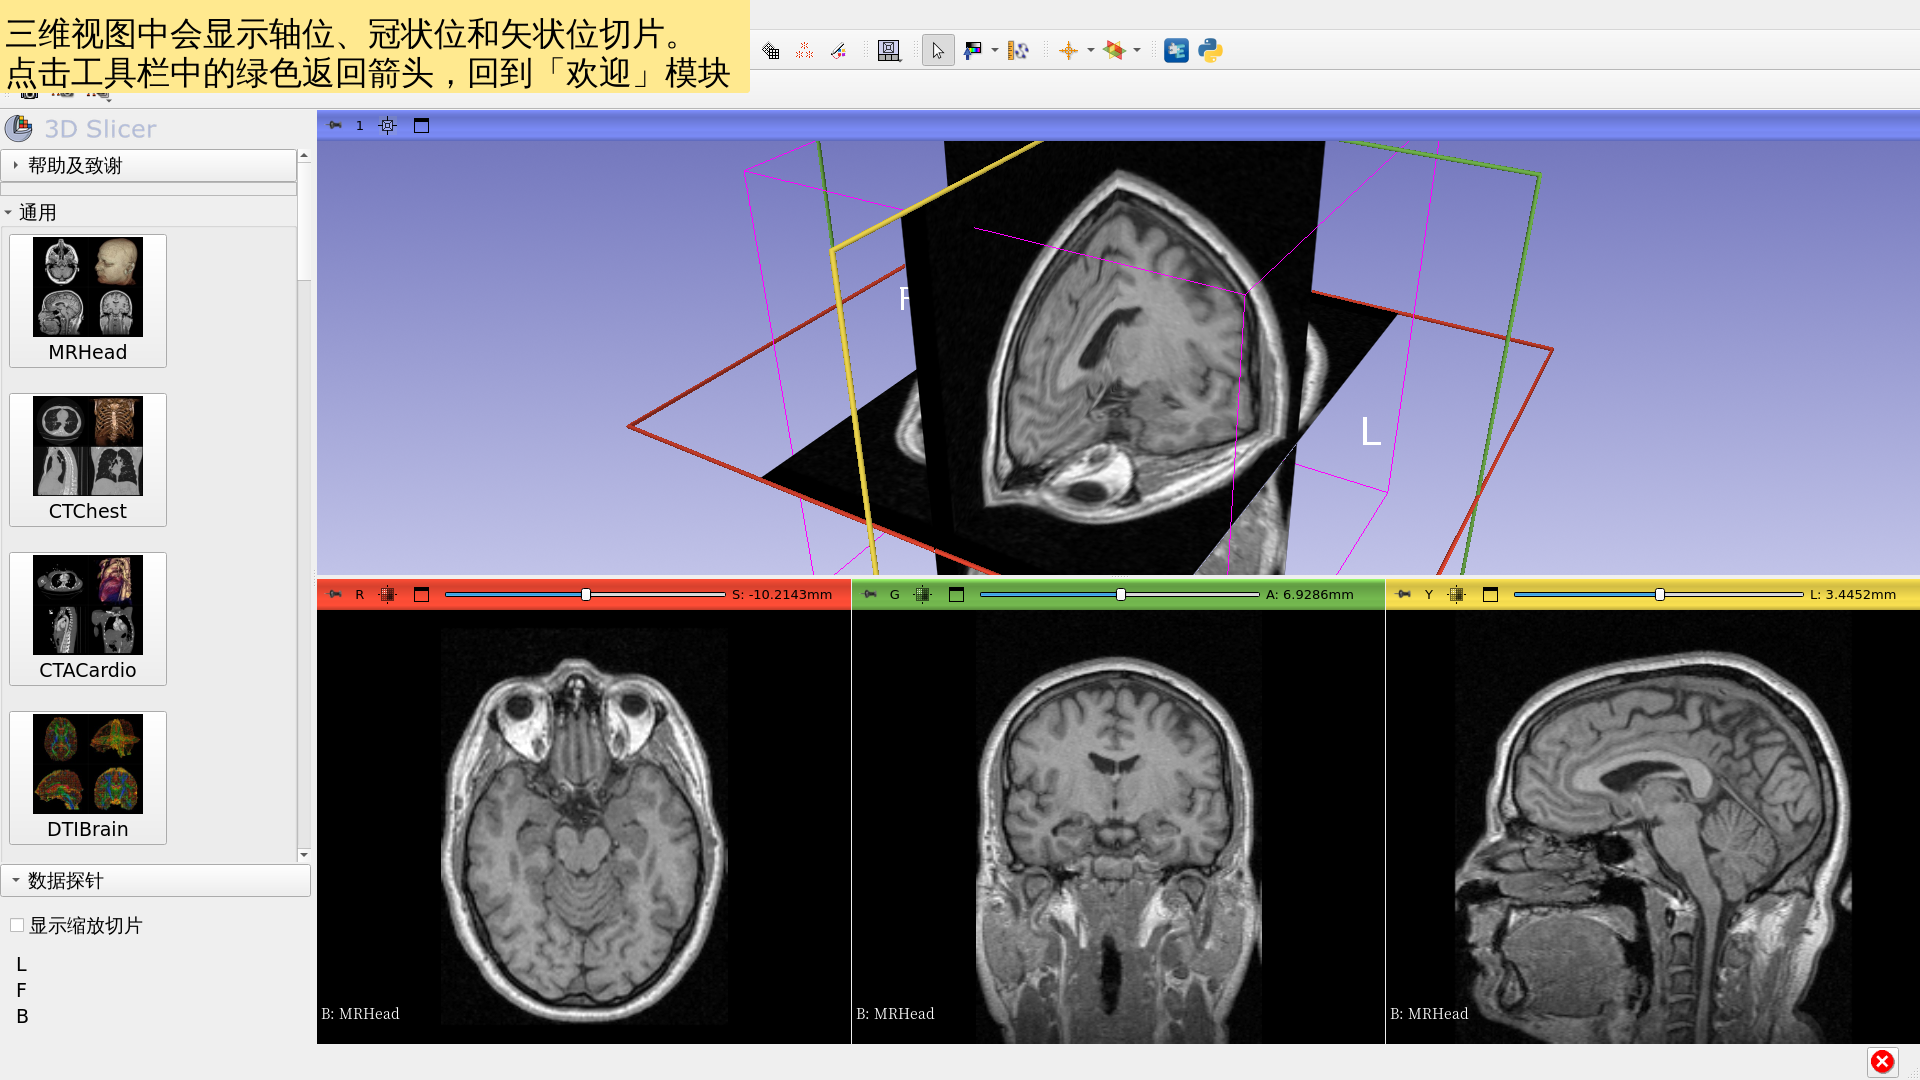 三维视图中会显示轴位、冠状位和矢状位切片。
点击工具栏中的绿色返回箭头，回到「欢迎」模块
3D Slicer
帮助及致谢
通用
MRHead
CTChest
CTACardio
DTIBrain
数据探针
显示缩放切片
L
F
B
1
L
R
S: -10.2143mm
G
A: 6.9286mm
Y
L: 3.4452mm
B: MRHead
B: MRHead
B: MRHead